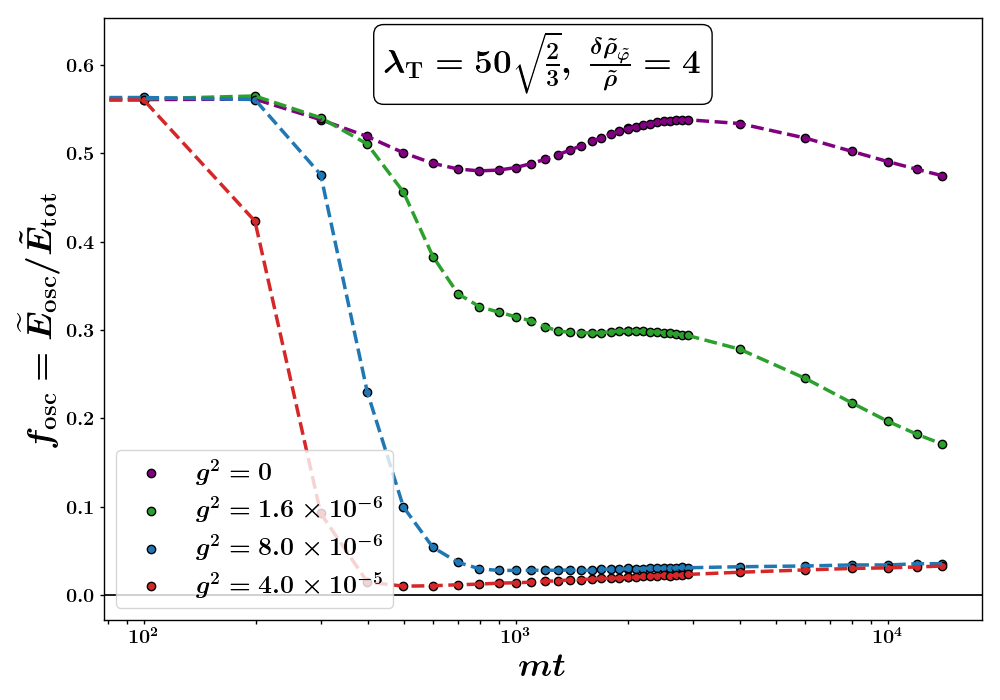 λ_T = 50√(2/3), δρ̃_φ̃/ρ̃ = 4
f_osc = Ẽ_osc/Ẽ_tot
0.6
0.5
0.4
0.3
0.2
0.1
0.0
g² = 0
g² = 1.6 × 10⁻⁶
g² = 8.0 × 10⁻⁶
g² = 4.0 × 10⁻⁵
10² 10³ 10⁴
mt